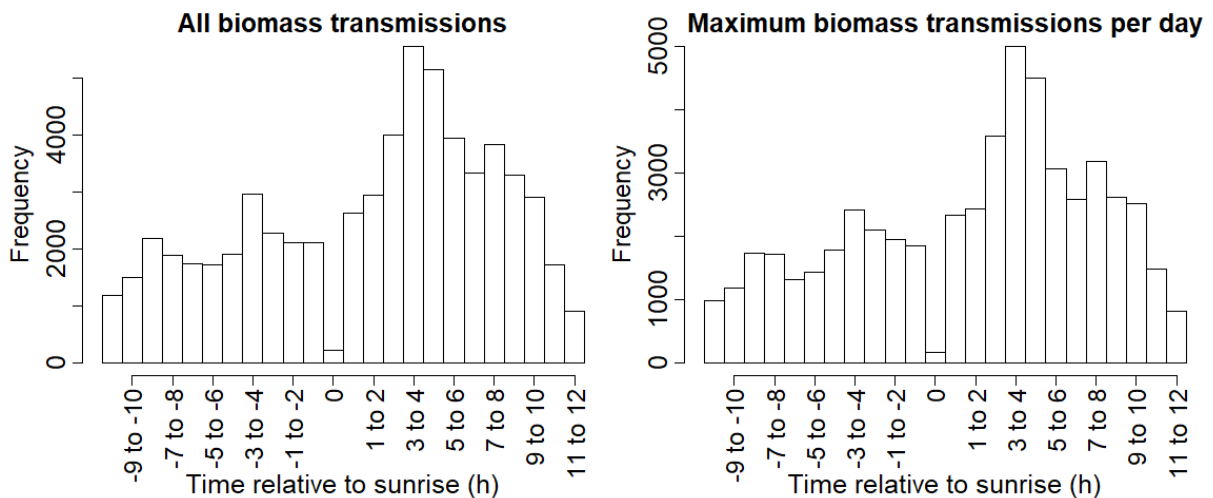 All biomass transmissions
Frequency
0
2000
4000
-9 to -10
-7 to -8
-5 to -6
-3 to -4
-1 to -2
0
1 to 2
3 to 4
5 to 6
7 to 8
9 to 10
11 to 12
Time relative to sunrise (h)
Maximum biomass transmissions per day
Frequency
0
1000
3000
5000
-9 to -10
-7 to -8
-5 to -6
-3 to -4
-1 to -2
0
1 to 2
3 to 4
5 to 6
7 to 8
9 to 10
11 to 12
Time relative to sunrise (h)